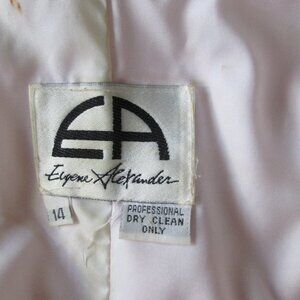 EA
Eugene Alexander
14
PROFESSIONAL
DRY CLEAN
ONLY